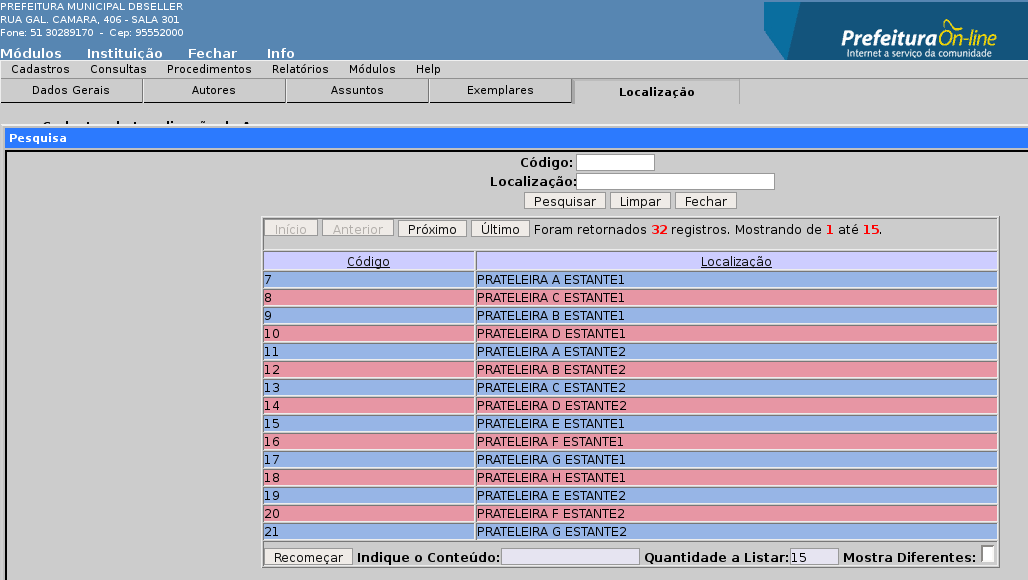 PREFEITURA MUNICIPAL DBSELLER
RUA GAL. CAMARA, 406 - SALA 301
Fone: 51 30289170 - Cep: 95552000
Prefeitura On-line
Internet a serviço da comunidade
Módulos Instituição Fechar Info
Cadastros Consultas Procedimentos Relatórios Módulos Help
Dados Gerais Autores Assuntos Exemplares Localização
Pesquisa
Código:
Localização:
Pesquisar Limpar Fechar
Início Anterior Próximo Último Foram retornados 32 registros. Mostrando de 1 até 15.
Código Localização
7 PRATELEIRA A ESTANTE1
8 PRATELEIRA C ESTANTE1
9 PRATELEIRA B ESTANTE1
10 PRATELEIRA D ESTANTE1
11 PRATELEIRA A ESTANTE2
12 PRATELEIRA B ESTANTE2
13 PRATELEIRA C ESTANTE2
14 PRATELEIRA D ESTANTE2
15 PRATELEIRA E ESTANTE1
16 PRATELEIRA F ESTANTE1
17 PRATELEIRA G ESTANTE1
18 PRATELEIRA H ESTANTE1
19 PRATELEIRA E ESTANTE2
20 PRATELEIRA F ESTANTE2
21 PRATELEIRA G ESTANTE2
Recomeçar Indique o Conteúdo: Quantidade a Listar: 15 Mostra Diferentes: